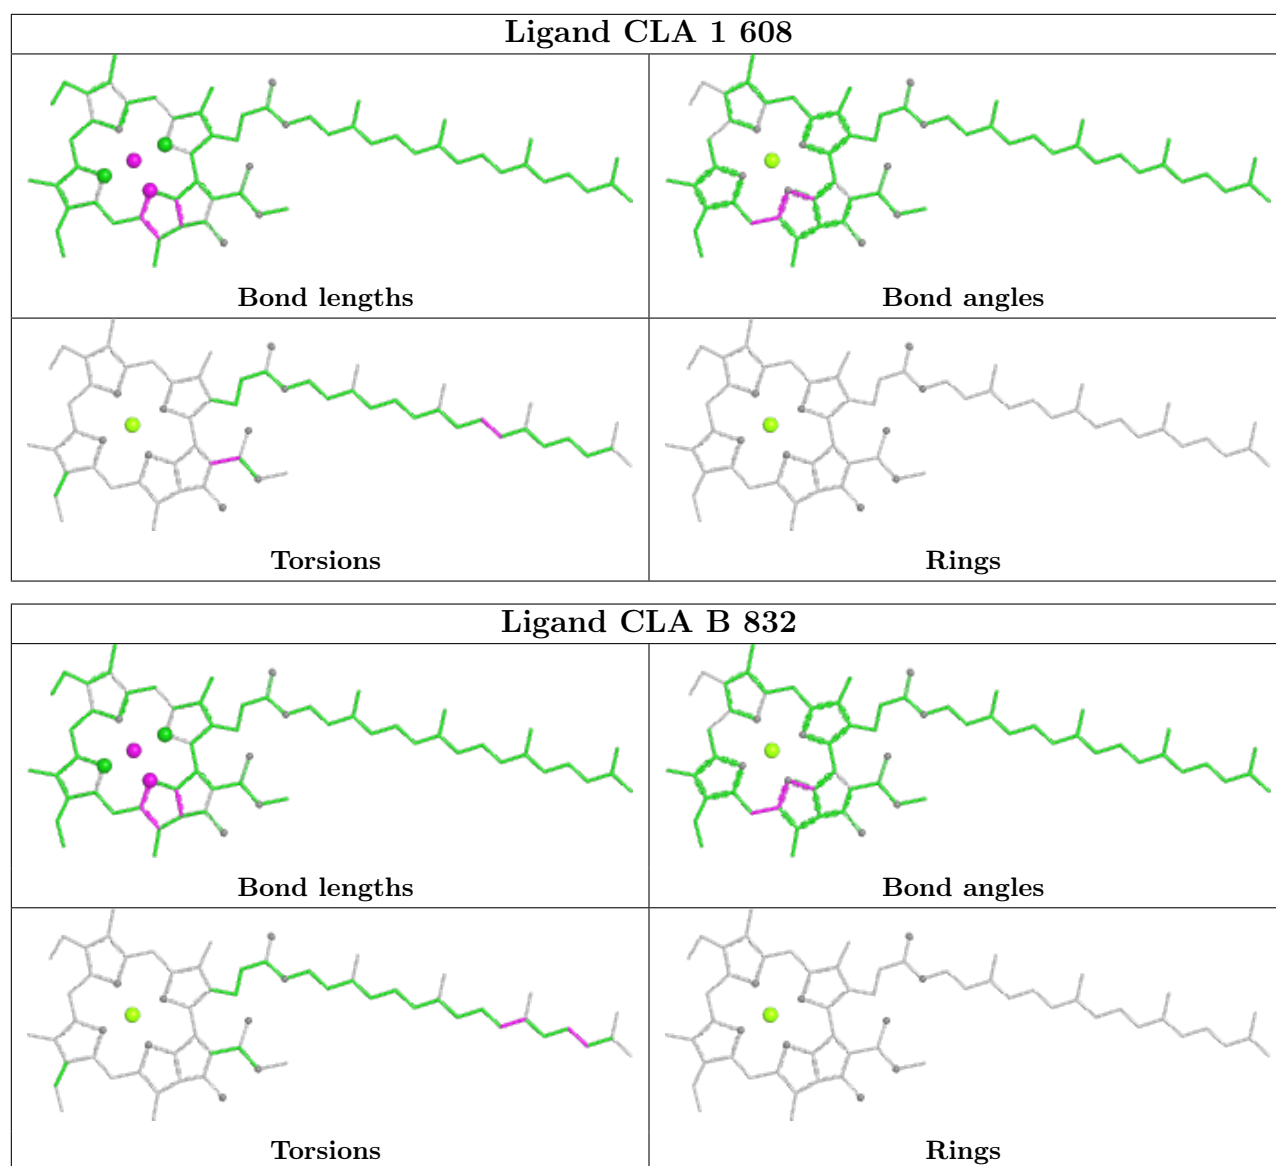 Ligand CLA 1 608
Bond lengths
Bond angles
Torsions
Rings
Ligand CLA B 832
Bond lengths
Bond angles
Torsions
Rings